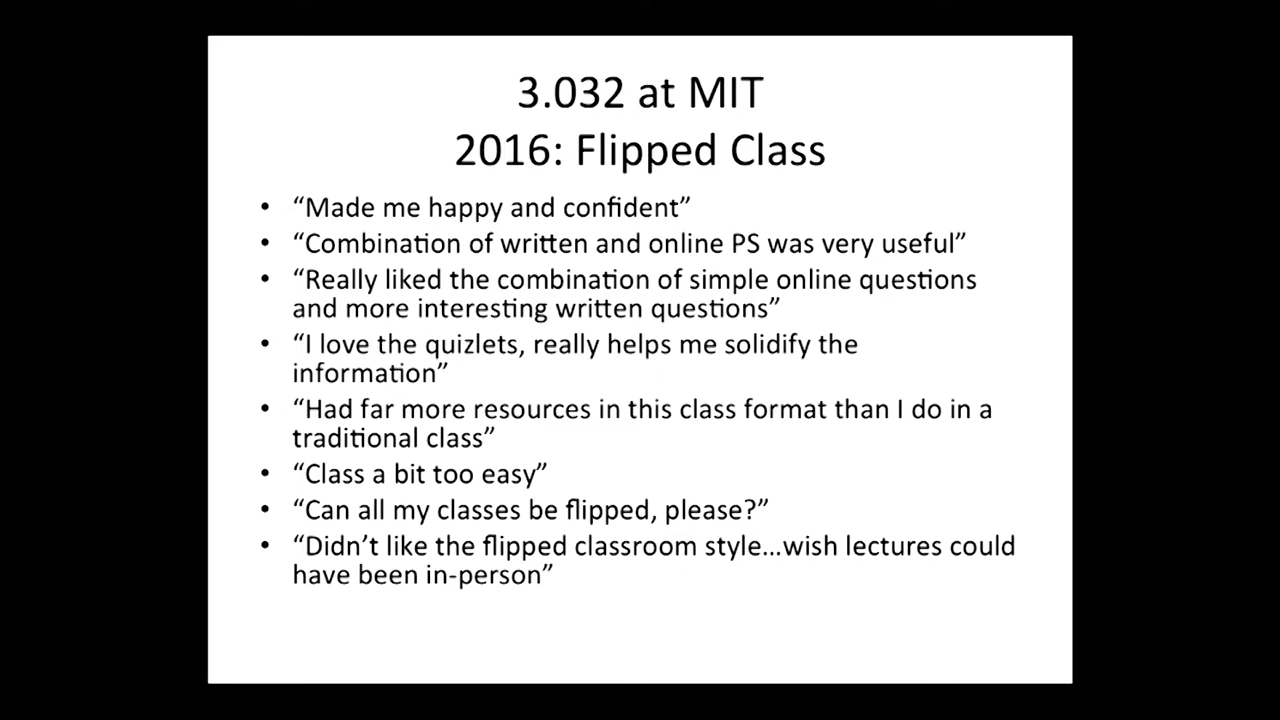 3.032 at MIT
2016: Flipped Class
• “Made me happy and confident”
• “Combination of written and online PS was very useful”
• “Really liked the combination of simple online questions
and more interesting written questions”
• “I love the quizlets, really helps me solidify the
information”
• “Had far more resources in this class format than I do in a
traditional class”
• “Class a bit too easy”
• “Can all my classes be flipped, please?”
• “Didn’t like the flipped classroom style…wish lectures could
have been in-person”